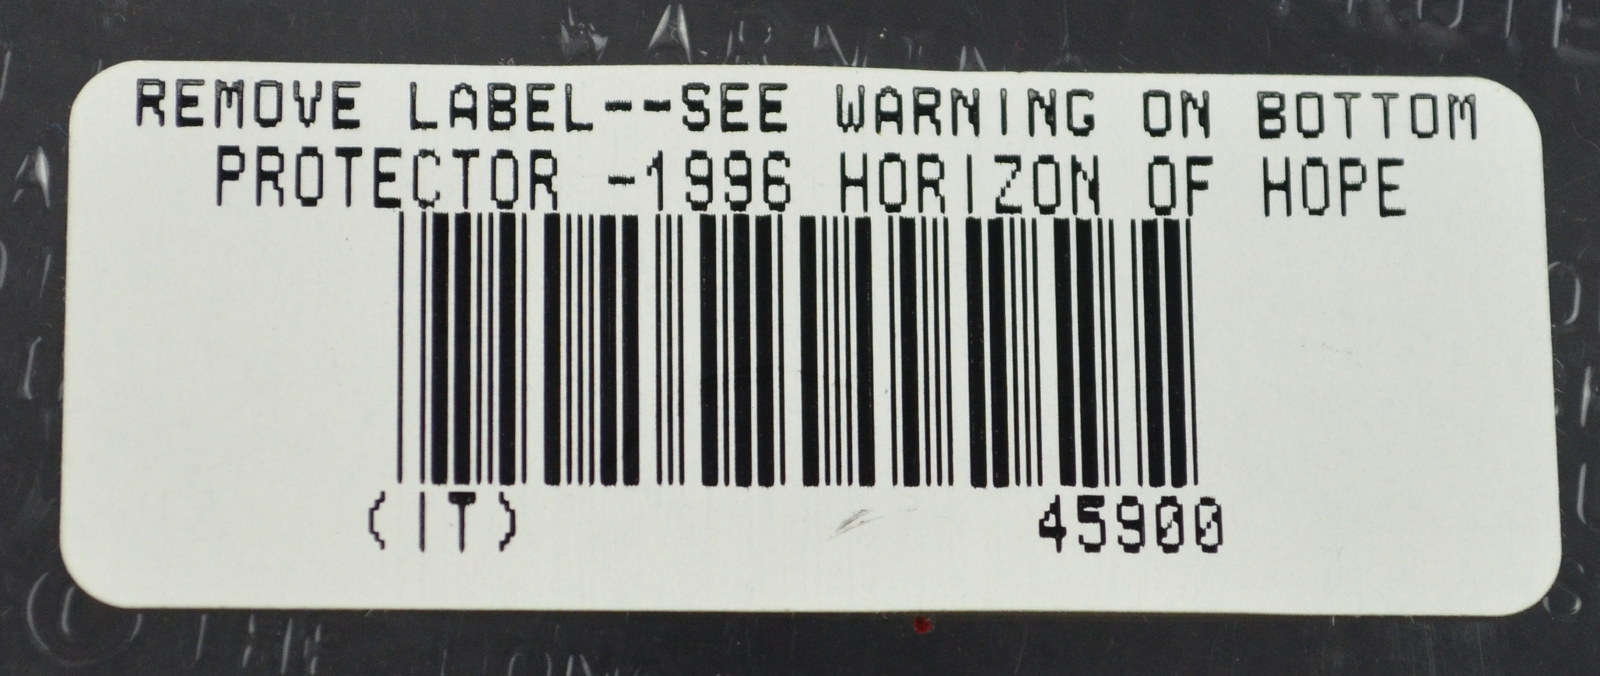 REMOVE LABEL--SEE WARNING ON BOTTOM
PROTECTOR -1996 HORIZON OF HOPE
(IT) 45900